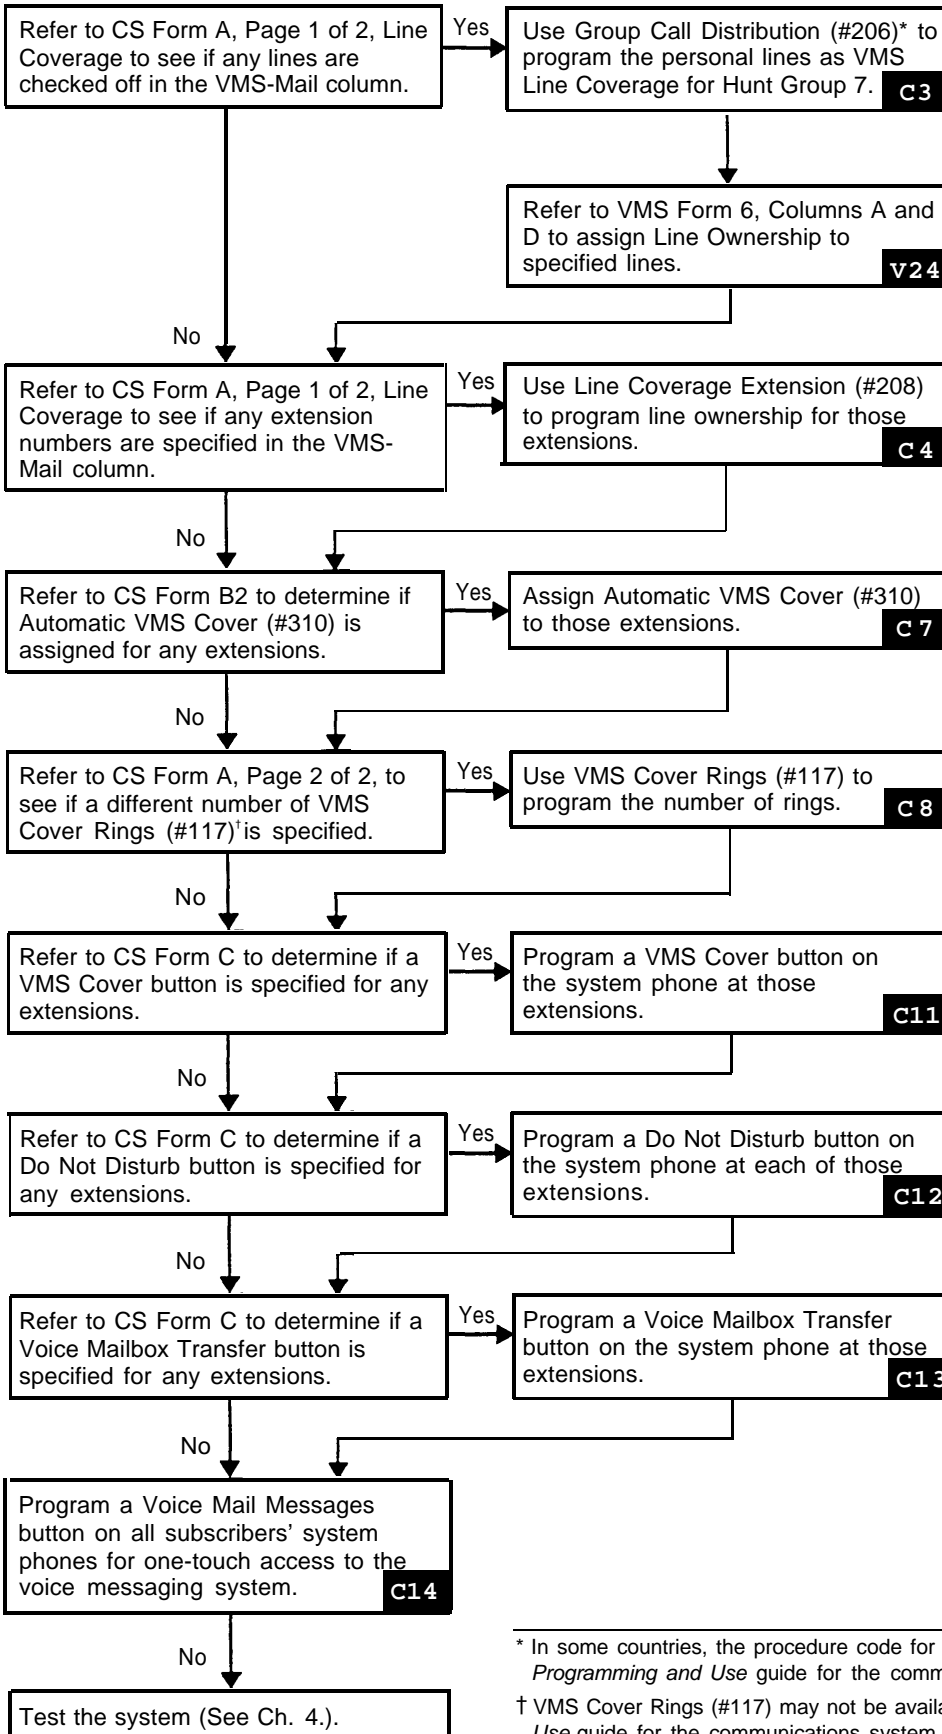 Refer to CS Form A, Page 1 of 2, Line
Coverage to see if any lines are
checked off in the VMS-Mail column.
Yes
Use Group Call Distribution (#206)* to
program the personal lines as VMS
Line Coverage for Hunt Group 7.
C3
Refer to VMS Form 6, Columns A and
D to assign Line Ownership to
specified lines.
V24
No
Refer to CS Form A, Page 1 of 2, Line
Coverage to see if any extension
numbers are specified in the VMS-
Mail column.
Yes
Use Line Coverage Extension (#208)
to program line ownership for those
extensions.
C4
No
Refer to CS Form B2 to determine if
Automatic VMS Cover (#310) is
assigned for any extensions.
Yes
Assign Automatic VMS Cover (#310)
to those extensions.
C7
No
Refer to CS Form A, Page 2 of 2, to
see if a different number of VMS
Cover Rings (#117)† is specified.
Yes
Use VMS Cover Rings (#117) to
program the number of rings.
C8
No
Refer to CS Form C to determine if a
VMS Cover button is specified for any
extensions.
Yes
Program a VMS Cover button on
the system phone at those
extensions.
C11
No
Refer to CS Form C to determine if a
Do Not Disturb button is specified for
any extensions.
Yes
Program a Do Not Disturb button on
the system phone at each of those
extensions.
C12
No
Refer to CS Form C to determine if a
Voice Mailbox Transfer button is
specified for any extensions.
Yes
Program a Voice Mailbox Transfer
button on the system phone at those
extensions.
C13
No
Program a Voice Mail Messages
button on all subscribers' system
phones for one-touch access to the
voice messaging system.
C14
No
Test the system (See Ch. 4.).
* In some countries, the procedure code for
Programming and Use guide for the comm
† VMS Cover Rings (#117) may not be availa
Use guide for the communications system